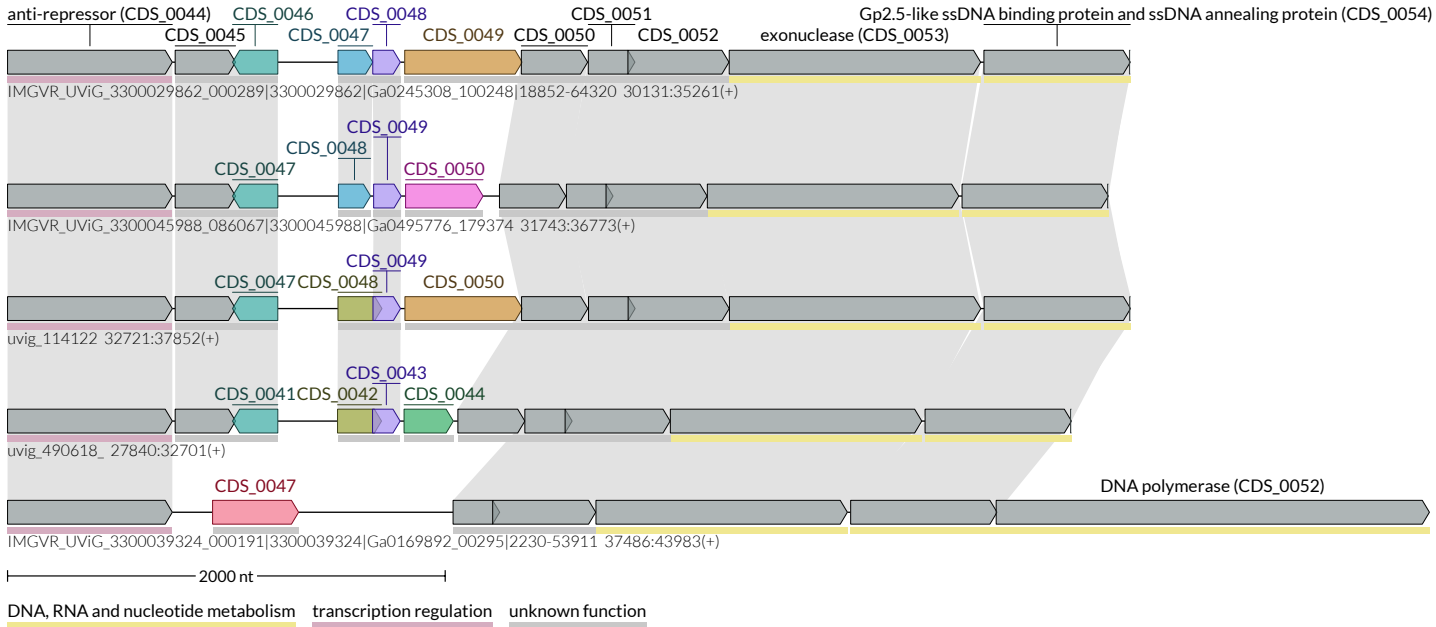 anti-repressor (CDS_0044) CDS_0046 CDS_0048 CDS_0051 Gp2.5-like ssDNA binding protein and ssDNA annealing protein (CDS_0054)
CDS_0045 CDS_0047 CDS_0049 CDS_0050 CDS_0052 exonuclease (CDS_0053)
IMGVR_UViG_3300029862_000289|3300029862|Ga0245308_100248|18852-64320 30131:35261(+)
CDS_0049
CDS_0048
CDS_0047 CDS_0050
IMGVR_UViG_3300045988_086067|3300045988|Ga0495776_179374 31743:36773(+)
CDS_0049
CDS_0047 CDS_0048 CDS_0050
uvig_114122 32721:37852(+)
CDS_0043
CDS_0041 CDS_0042 CDS_0044
uvig_490618_ 27840:32701(+)
CDS_0047 DNA polymerase (CDS_0052)
IMGVR_UViG_3300039324_000191|3300039324|Ga0169892_00295|2230-53911 37486:43983(+)
2000 nt
DNA, RNA and nucleotide metabolism transcription regulation unknown function